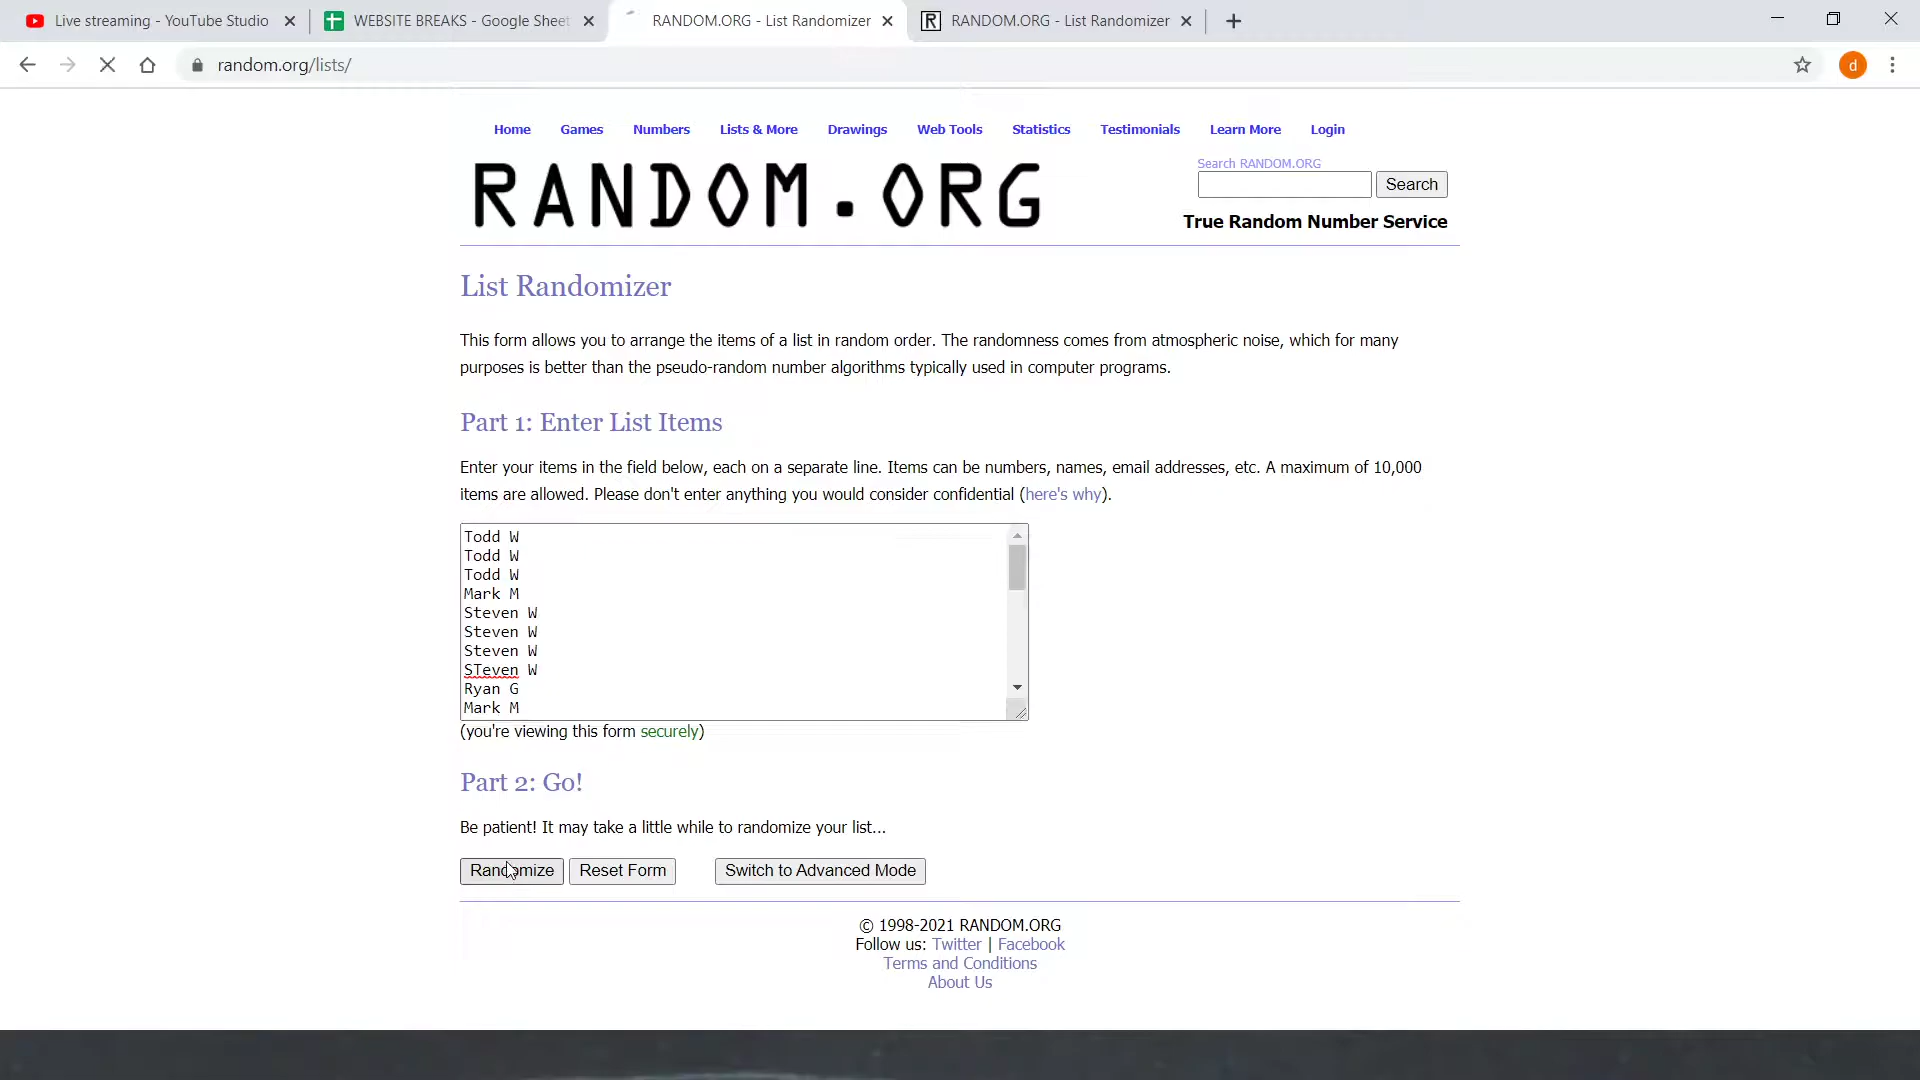 Live streaming - YouTube Studio
WEBSITE BREAKS - Google Sheet
RANDOM.ORG - List Randomizer
RANDOM.ORG - List Randomizer
random.org/lists/
d
Home Games Numbers Lists & More Drawings Web Tools Statistics Testimonials Learn More Login
RANDOM.ORG
Search RANDOM.ORG
Search
True Random Number Service
List Randomizer
This form allows you to arrange the items of a list in random order. The randomness comes from atmospheric noise, which for many
purposes is better than the pseudo-random number algorithms typically used in computer programs.
Part 1: Enter List Items
Enter your items in the field below, each on a separate line. Items can be numbers, names, email addresses, etc. A maximum of 10,000
items are allowed. Please don't enter anything you would consider confidential (here's why).
Todd W
Todd W
Todd W
Mark M
Steven W
Steven W
Steven W
STeven W
Ryan G
Mark M
(you're viewing this form securely)
Part 2: Go!
Be patient! It may take a little while to randomize your list...
Randomize Reset Form Switch to Advanced Mode
© 1998-2021 RANDOM.ORG
Follow us: Twitter | Facebook
Terms and Conditions
About Us